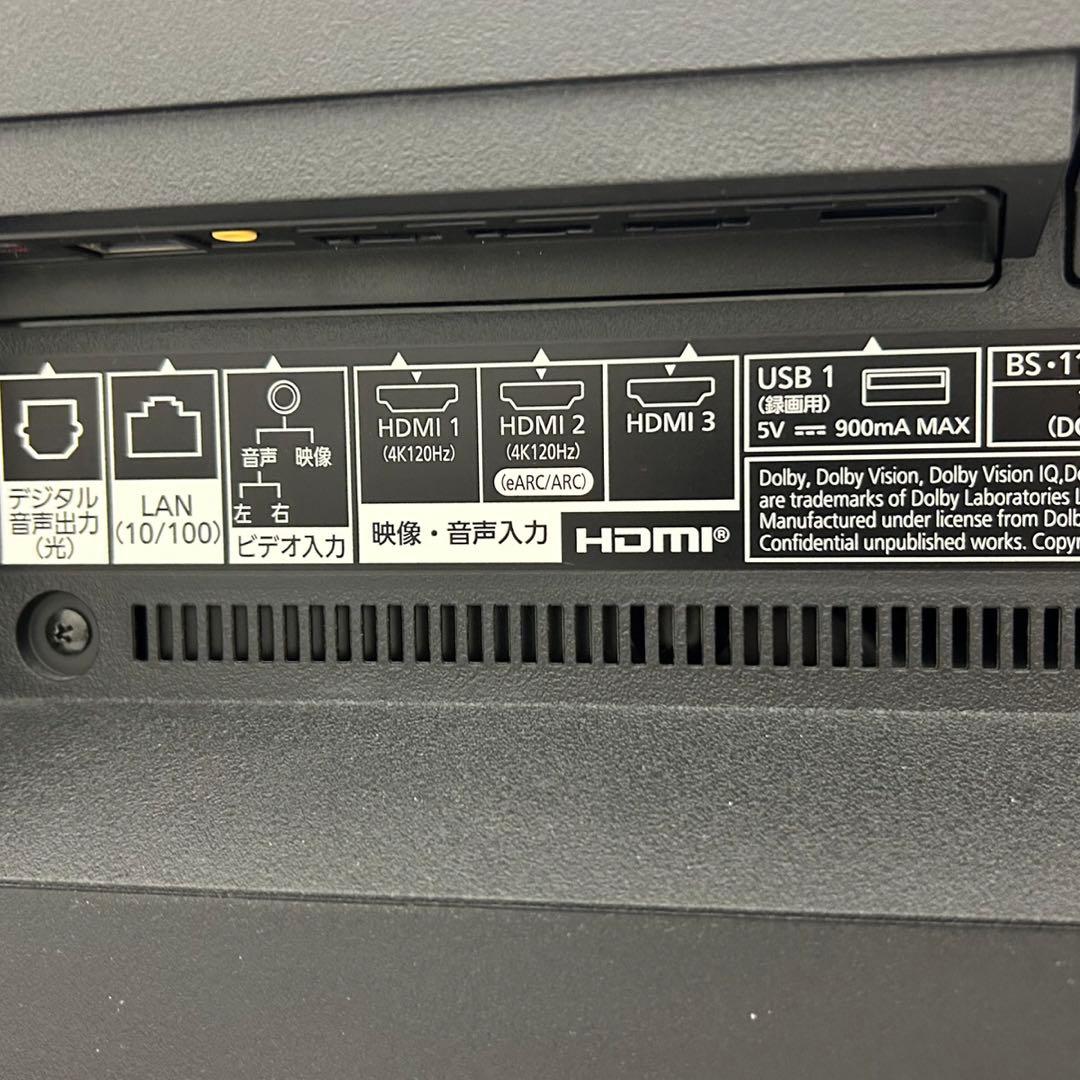 デジタル
音声出力
(光)
LAN
(10/100)
音声 映像
左 右
ビデオ入力
HDMI 1
(4K120Hz)
HDMI 2
(4K120Hz)
(eARC/ARC)
HDMI 3
映像・音声入力
HDMI®
USB 1
(録画用)
5V ⎓ 900mA MAX
BS・11
(DC
Dolby, Dolby Vision, Dolby Vision IQ, Do
are trademarks of Dolby Laboratories L
Manufactured under license from Dolb
Confidential unpublished works. Copyr